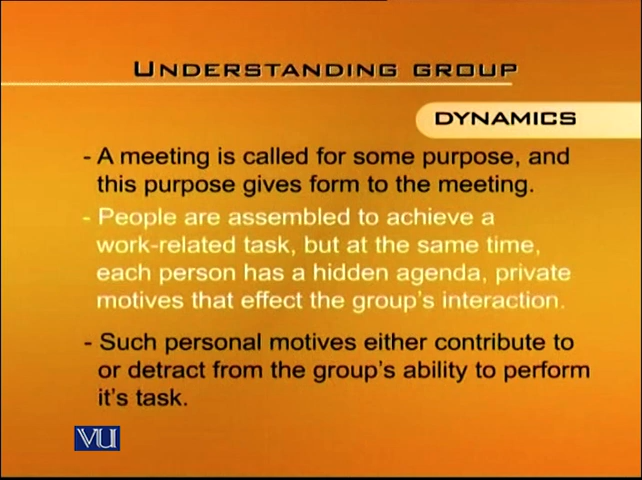 UNDERSTANDING GROUP
DYNAMICS
- A meeting is called for some purpose, and
this purpose gives form to the meeting.
- People are assembled to achieve a
work-related task, but at the same time,
each person has a hidden agenda, private
motives that effect the group's interaction.
- Such personal motives either contribute to
or detract from the group's ability to perform
it's task.
VU